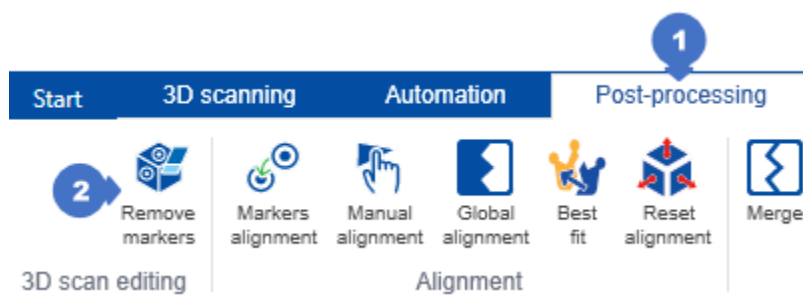 1
Start 3D scanning Automation Post-processing
2
Remove markers
Markers alignment
Manual alignment
Global alignment
Best fit
Reset alignment
Merge
3D scan editing Alignment